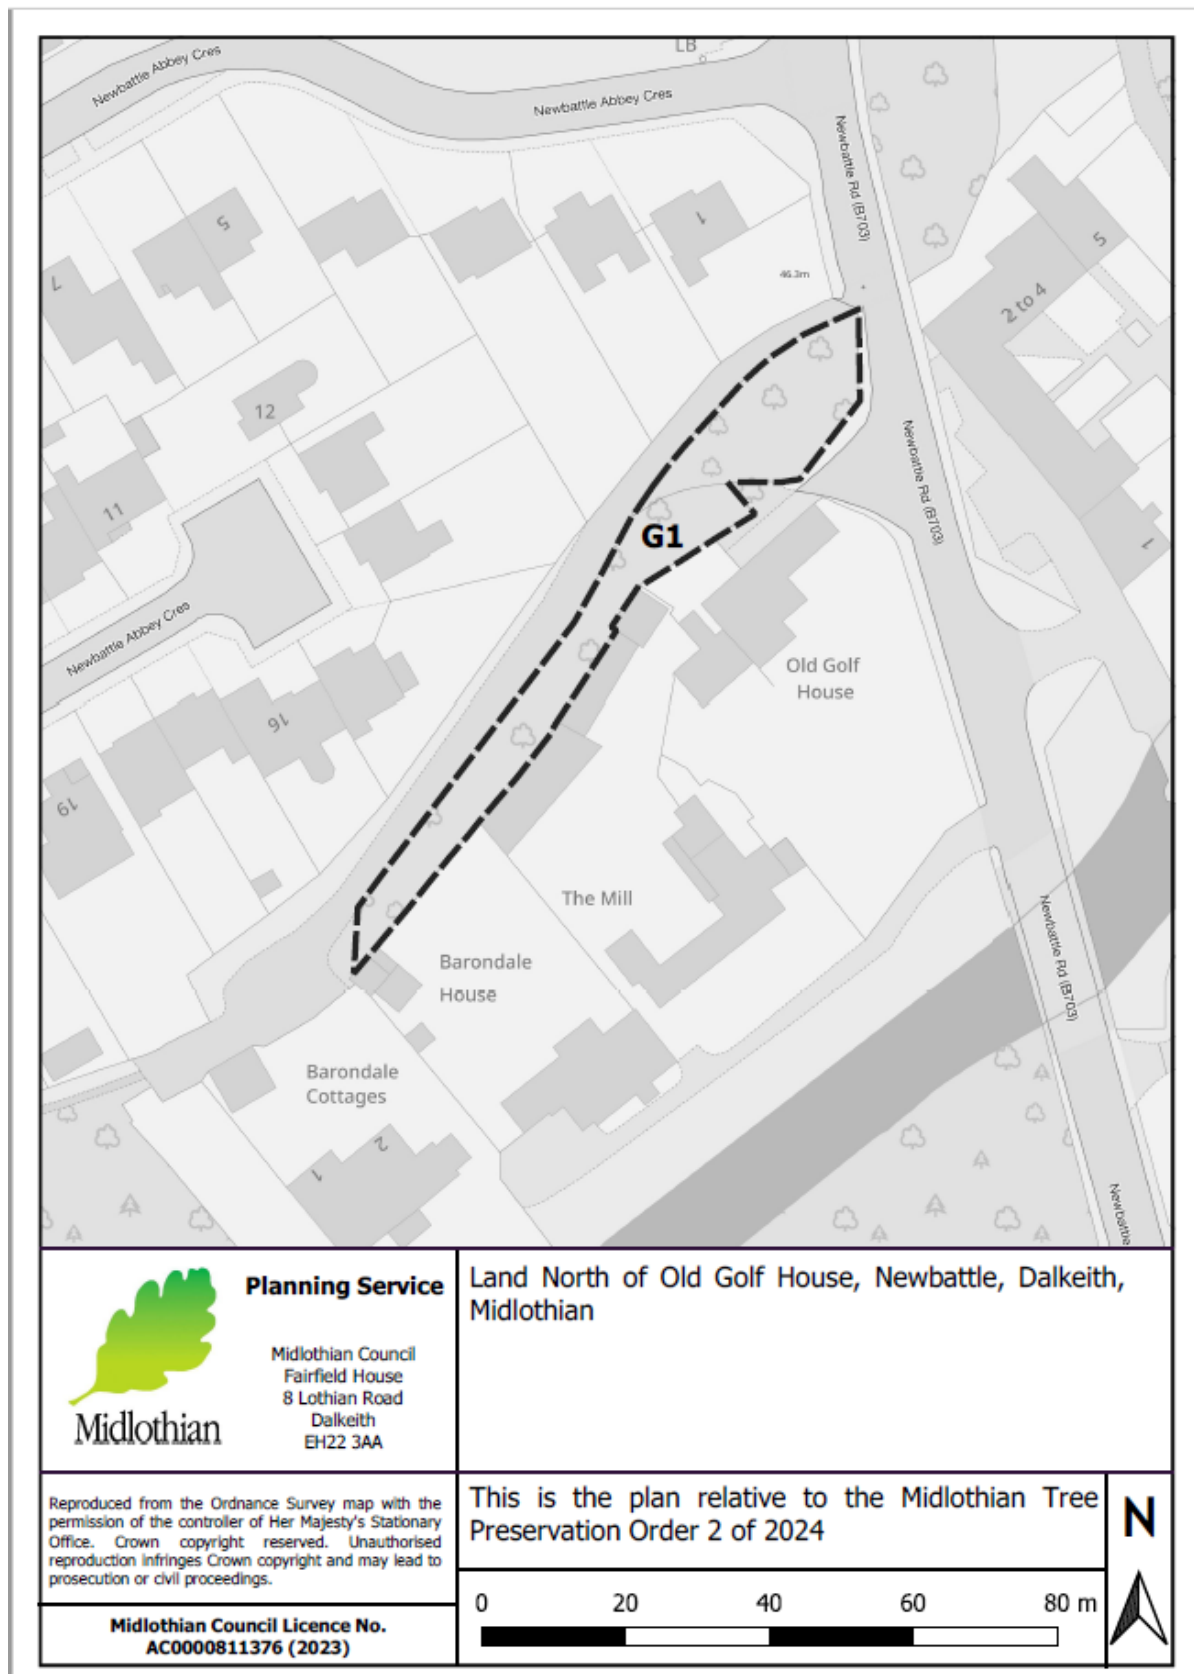 LB
Newbattle Abbey Cres
Newbattle Abbey Cres
Newbattle Rd (B703)
5
1
5
7
46.3m
2 to 4
12
11
Newbattle Rd (B703)
1
G1
Newbattle Abbey Cres
Old Golf
House
16
19
The Mill
Barondale
House
Newbattle Rd (B703)
Barondale
Cottages
2
1
Newbattle
Planning Service
Midlothian Council
Fairfield House
8 Lothian Road
Dalkeith
EH22 3AA
Midlothian
Land North of Old Golf House, Newbattle, Dalkeith,
Midlothian
Reproduced from the Ordnance Survey map with the
permission of the controller of Her Majesty's Stationary
Office. Crown copyright reserved. Unauthorised
reproduction infringes Crown copyright and may lead to
prosecution or civil proceedings.
This is the plan relative to the Midlothian Tree
Preservation Order 2 of 2024
N
0 20 40 60 80 m
Midlothian Council Licence No.
AC0000811376 (2023)